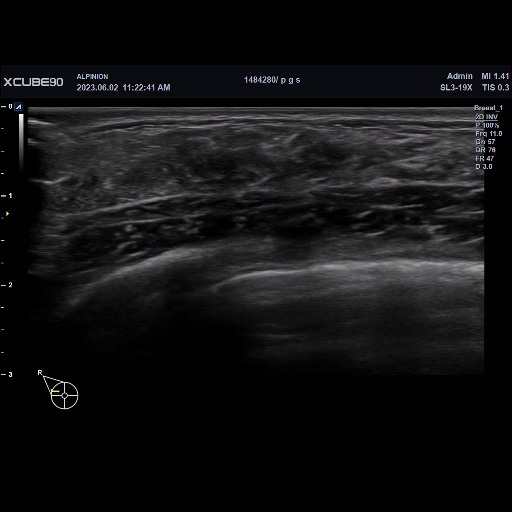 XCUBE90
ALPINION
2023.06.02 11:22:41 AM
1484280/ p g s
Admin MI 1.41
SL3-19X TIS 0.3
Breast_1
2D INV
P 100%
Frq 11.0
Gn 57
DR 76
FR 47
D 3.0
0
1
2
3
R